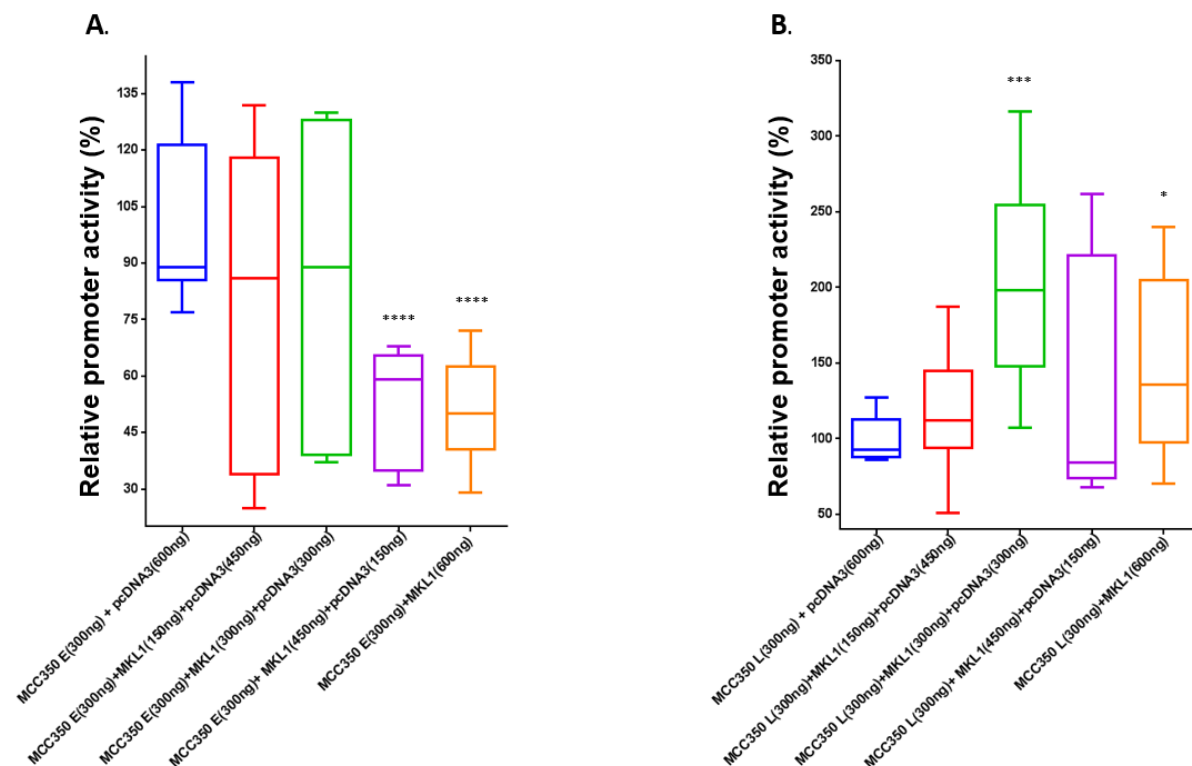 A.
Relative promoter activity (%)
135
120
105
90
75
60
45
30
****
****
MCC350 E(300ng) + pcDNA3(600ng)
MCC350 E(300ng)+MKL1(150ng)+pcDNA3(450ng)
MCC350 E(300ng)+MKL1(300ng)+pcDNA3(300ng)
MCC350 E(300ng)+ MKL1(450ng)+pcDNA3(150ng)
MCC350 E(300ng)+MKL1(600ng)
B.
Relative promoter activity (%)
350
300
250
200
150
100
50
***
*
MCC350 L(300ng) + pcDNA3(600ng)
MCC350 L(300ng)+MKL1(150ng)+pcDNA3(450ng)
MCC350 L(300ng)+MKL1(300ng)+pcDNA3(300ng)
MCC350 L(300ng)+ MKL1(450ng)+pcDNA3(150ng)
MCC350 L(300ng)+MKL1(600ng)